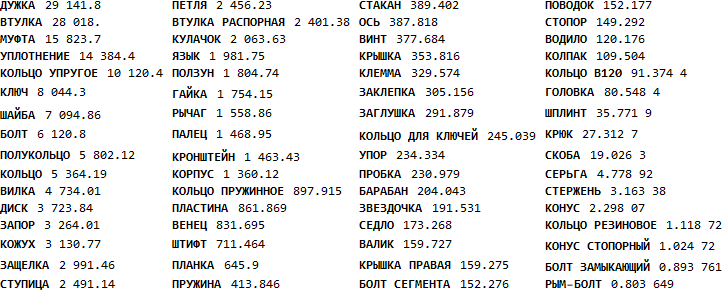 ДУЖКА 29 141.8
ВТУЛКА 28 018.
МУФТА 15 823.7
УПЛОТНЕНИЕ 14 384.4
КОЛЬЦО УПРУГОЕ 10 120.4
КЛЮЧ 8 044.3
ШАЙБА 7 094.86
БОЛТ 6 120.8
ПОЛУКОЛЬЦО 5 802.12
КОЛЬЦО 5 364.19
ВИЛКА 4 734.01
ДИСК 3 723.84
ЗАПОР 3 264.01
КОЖУХ 3 130.77
ЗАЩЕЛКА 2 991.46
СТУПИЦА 2 491.14
ПЕТЛЯ 2 456.23
ВТУЛКА РАСПОРНАЯ 2 401.38
КУЛАЧОК 2 063.63
ЯЗЫК 1 981.75
ПОЛЗУН 1 804.74
ГАЙКА 1 754.15
РЫЧАГ 1 558.86
ПАЛЕЦ 1 468.95
КРОНШТЕЙН 1 463.43
КОРПУС 1 360.12
КОЛЬЦО ПРУЖИННОЕ 897.915
ПЛАСТИНА 861.869
ВЕНЕЦ 831.695
ШТИФТ 711.464
ПЛАНКА 645.9
ПРУЖИНА 413.846
СТАКАН 389.402
ОСЬ 387.818
ВИНТ 377.684
КРЫШКА 353.816
КЛЕММА 329.574
ЗАКЛЕПКА 305.156
ЗАГЛУШКА 291.879
КОЛЬЦО ДЛЯ КЛЮЧЕЙ 245.039
УПОР 234.334
ПРОБКА 230.979
БАРАБАН 204.043
ЗВЕЗДОЧКА 191.531
СЕДЛО 173.268
ВАЛИК 159.727
КРЫШКА ПРАВАЯ 159.275
БОЛТ СЕГМЕНТА 152.276
ПОВОДОК 152.177
СТОПОР 149.292
ВОДИЛО 120.176
КОЛПАК 109.504
КОЛЬЦО В120 91.374 4
ГОЛОВКА 80.548 4
ШПЛИНТ 35.771 9
КРЮК 27.312 7
СКОБА 19.026 3
СЕРЬГА 4.778 92
СТЕРЖЕНЬ 3.163 38
КОНУС 2.298 07
КОЛЬЦО РЕЗИНОВОЕ 1.118 72
КОНУС СТОПОРНЫЙ 1.024 72
БОЛТ ЗАМЫКАЮЩИЙ 0.893 761
РЫМ-БОЛТ 0.803 649